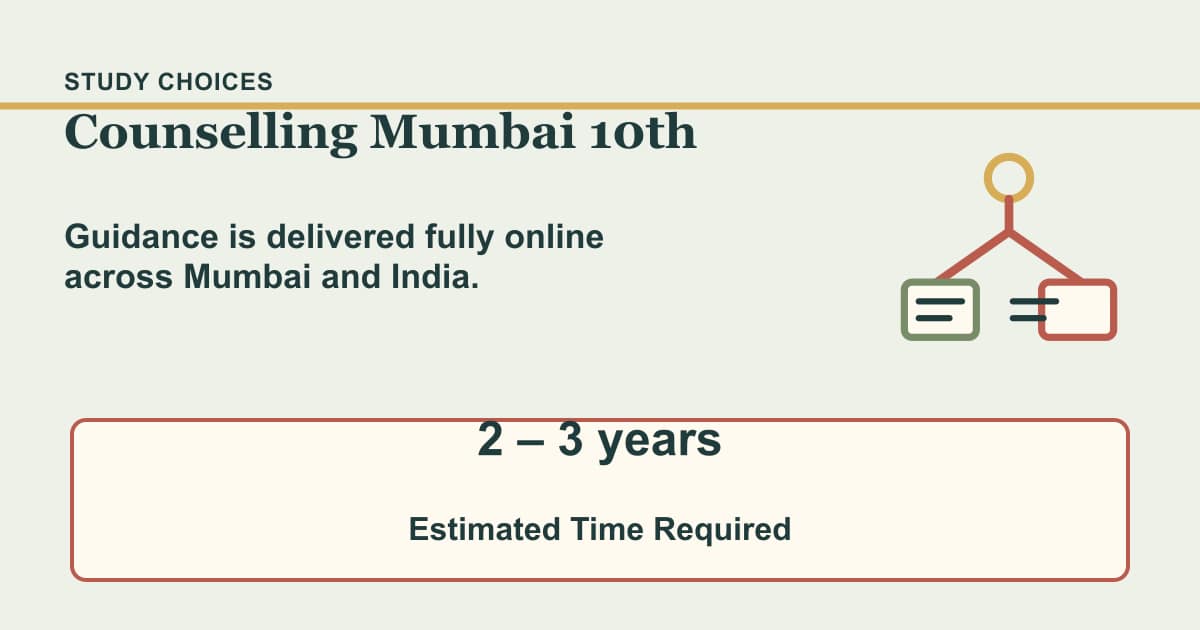 STUDY CHOICES
Counselling Mumbai 10th
Guidance is delivered fully online
across Mumbai and India.
2 – 3 years
Estimated Time Required